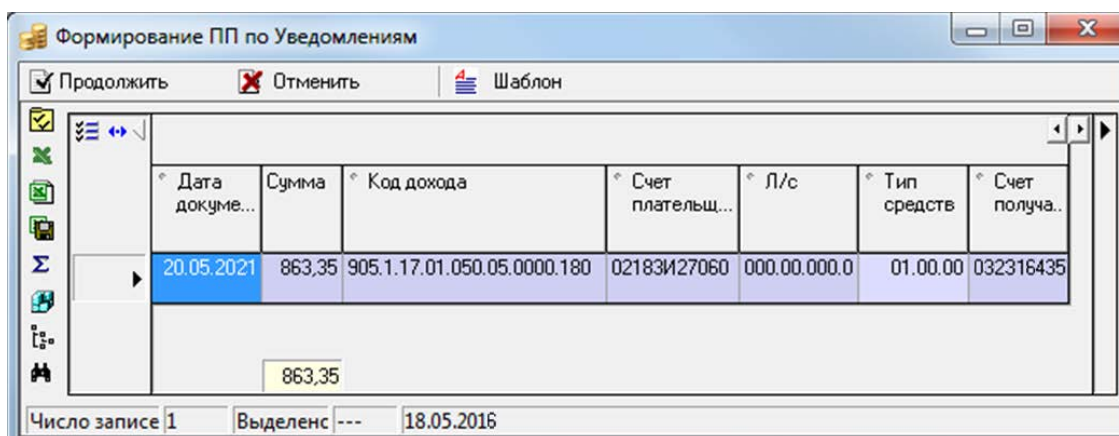 Формирование ПП по Уведомлениям
Продолжить Отменить Шаблон
Дата докуме... Сумма Код дохода Счет плательщ... Л/с Тип средств Счет получа..
20.05.2021 863,35 905.1.17.01.050.05.0000.180 02183И27060 000.00.000.0 01.00.00 032316435
863,35
Число записе 1 Выделенс --- 18.05.2016